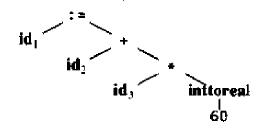 :=
id₁ +
id₂ *
id₃ inttoreal
60